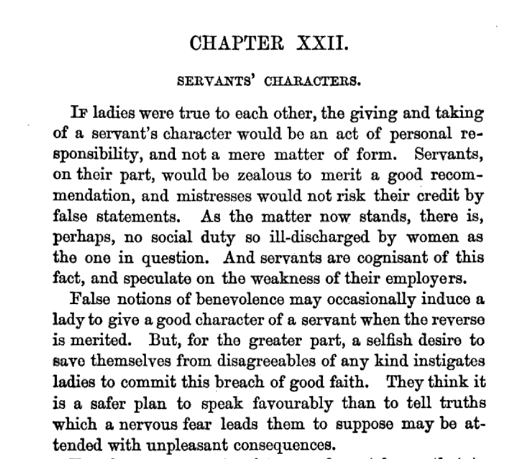 CHAPTER XXII.
SERVANTS' CHARACTERS.
IF ladies were true to each other, the giving and taking
of a servant's character would be an act of personal re-
sponsibility, and not a mere matter of form. Servants,
on their part, would be zealous to merit a good recom-
mendation, and mistresses would not risk their credit by
false statements. As the matter now stands, there is,
perhaps, no social duty so ill-discharged by women as
the one in question. And servants are cognisant of this
fact, and speculate on the weakness of their employers.
False notions of benevolence may occasionally induce a
lady to give a good character of a servant when the reverse
is merited. But, for the greater part, a selfish desire to
save themselves from disagreeables of any kind instigates
ladies to commit this breach of good faith. They think it
is a safer plan to speak favourably than to tell truths
which a nervous fear leads them to suppose may be at-
tended with unpleasant consequences.